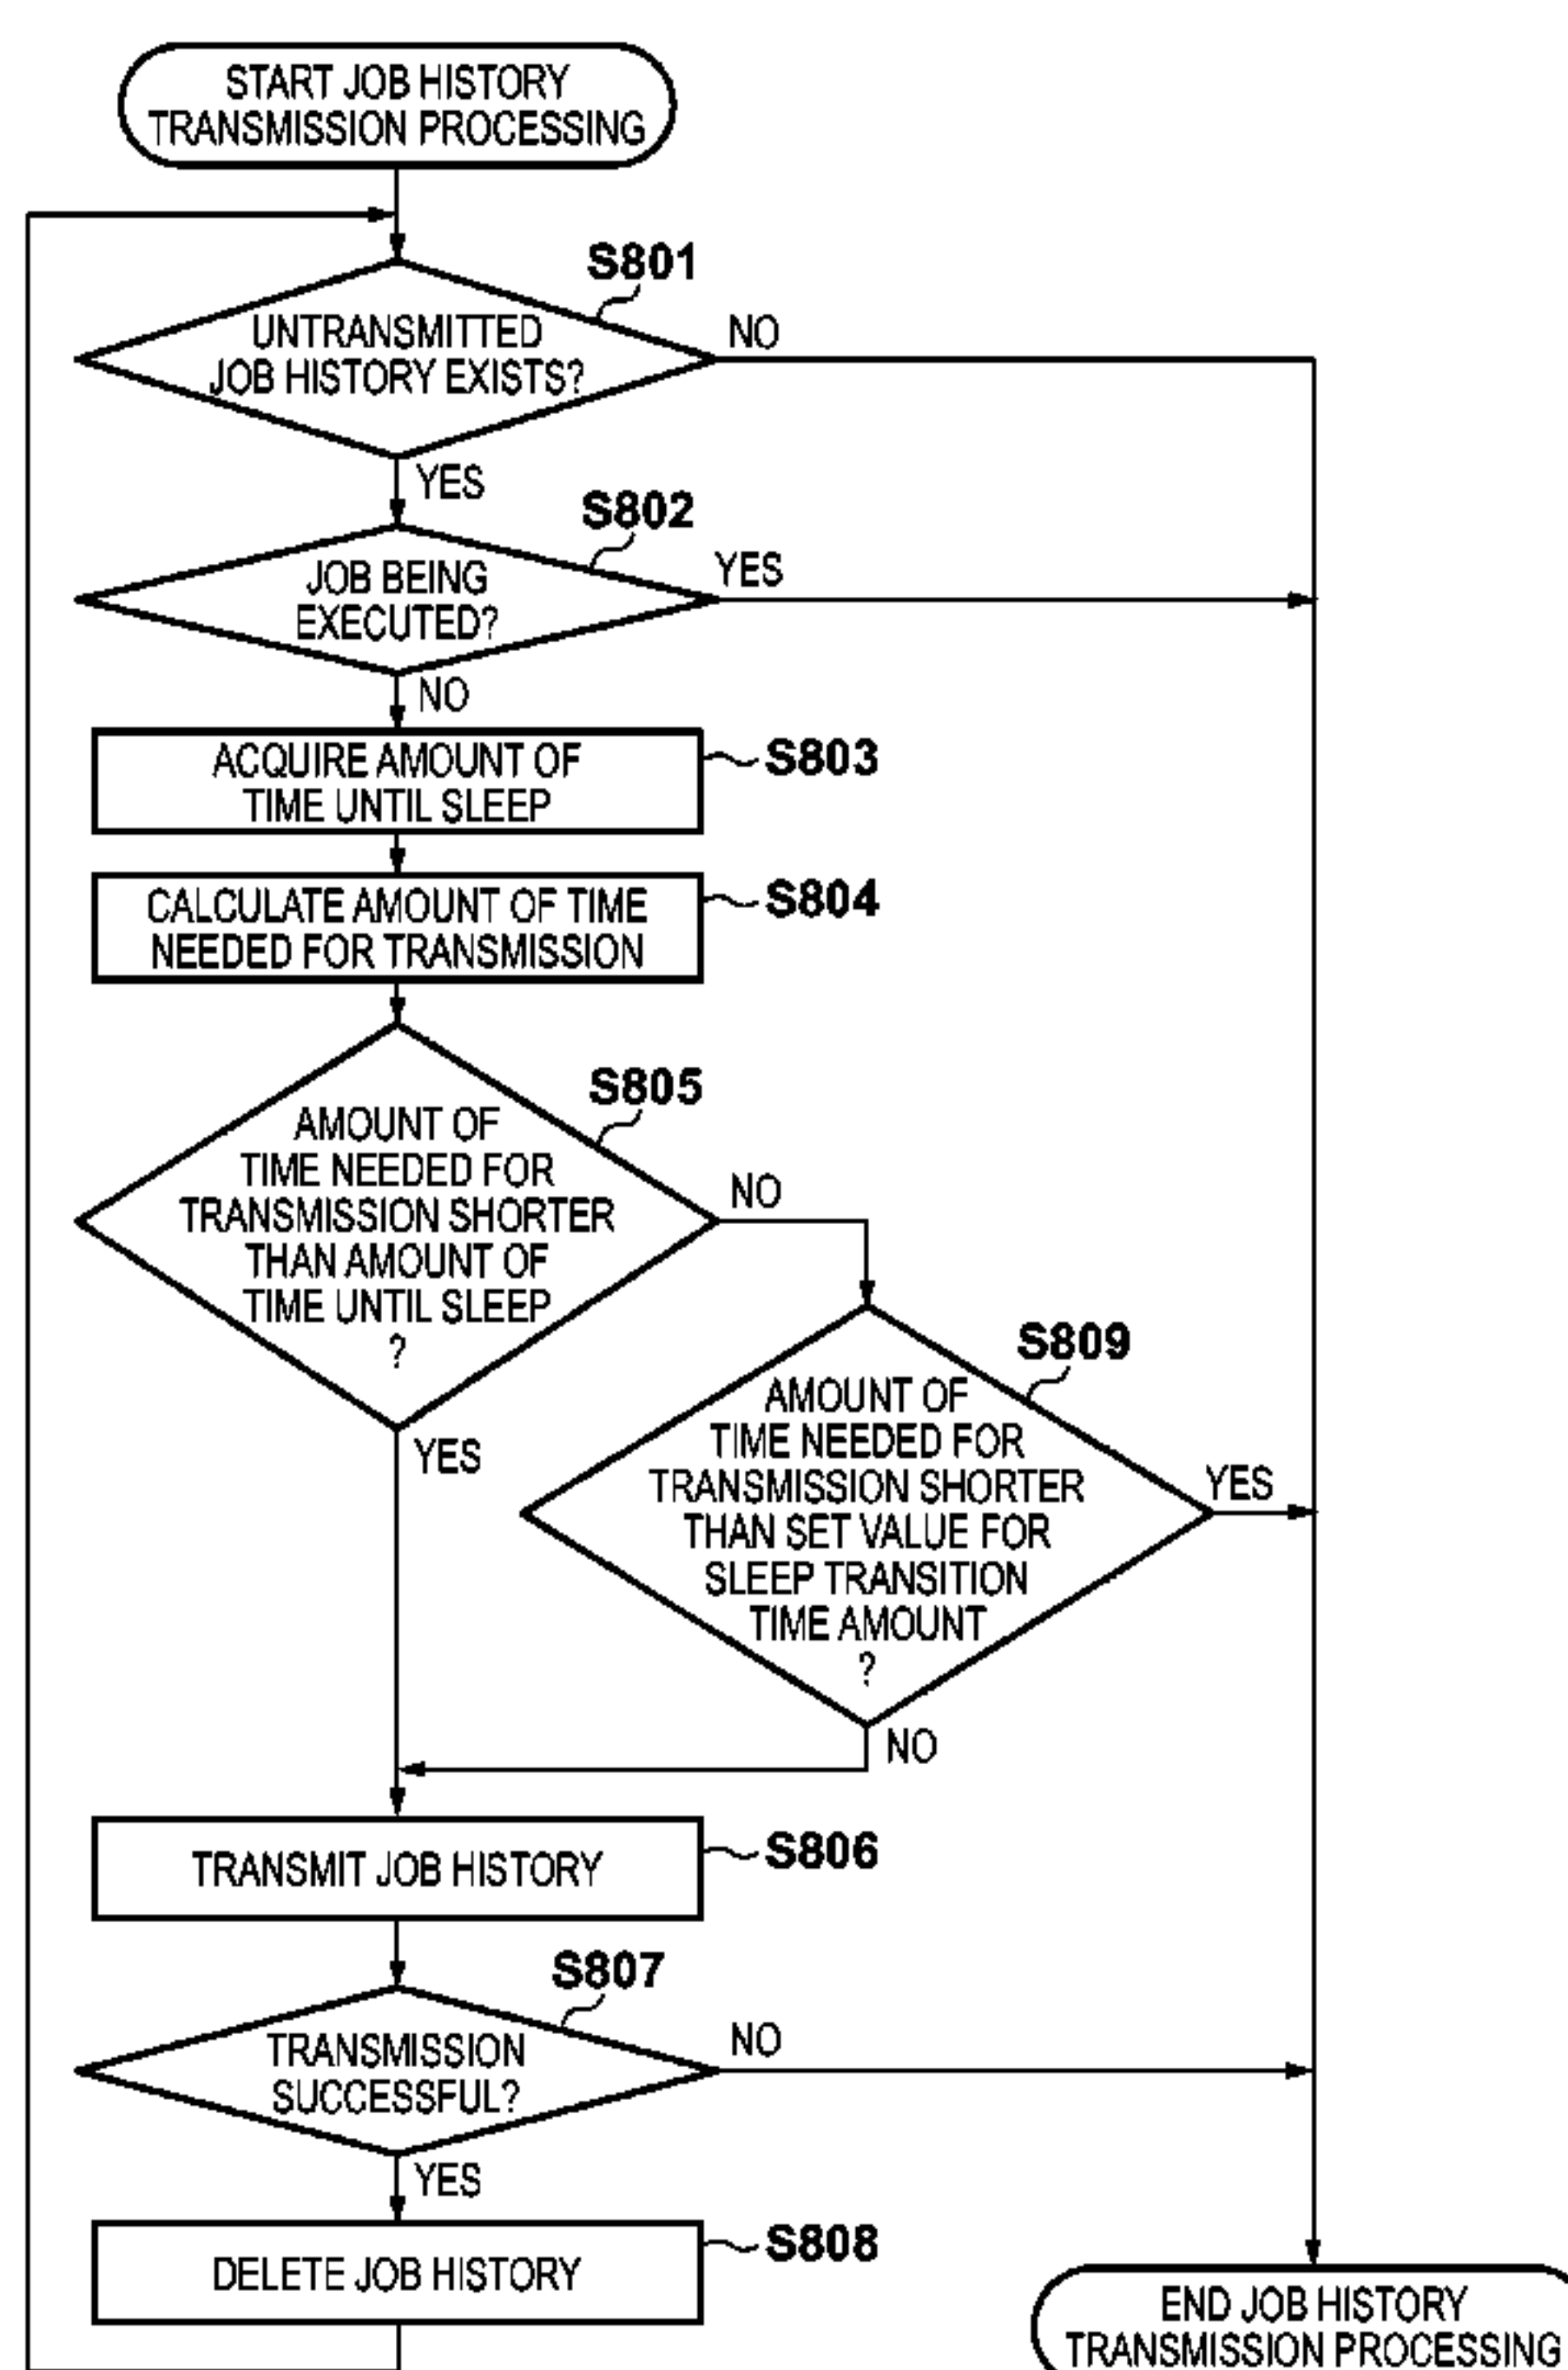 START JOB HISTORY
TRANSMISSION PROCESSING
S801
UNTRANSMITTED
JOB HISTORY EXISTS?
NO
YES
S802
JOB BEING
EXECUTED?
YES
NO
ACQUIRE AMOUNT OF
TIME UNTIL SLEEP
S803
CALCULATE AMOUNT OF TIME
NEEDED FOR TRANSMISSION
S804
S805
AMOUNT OF
TIME NEEDED FOR
TRANSMISSION SHORTER
THAN AMOUNT OF
TIME UNTIL SLEEP
?
NO
YES
S809
AMOUNT OF
TIME NEEDED FOR
TRANSMISSION SHORTER
THAN SET VALUE FOR
SLEEP TRANSITION
TIME AMOUNT
?
YES
NO
TRANSMIT JOB HISTORY
S806
S807
TRANSMISSION
SUCCESSFUL?
NO
YES
DELETE JOB HISTORY
S808
END JOB HISTORY
TRANSMISSION PROCESSING